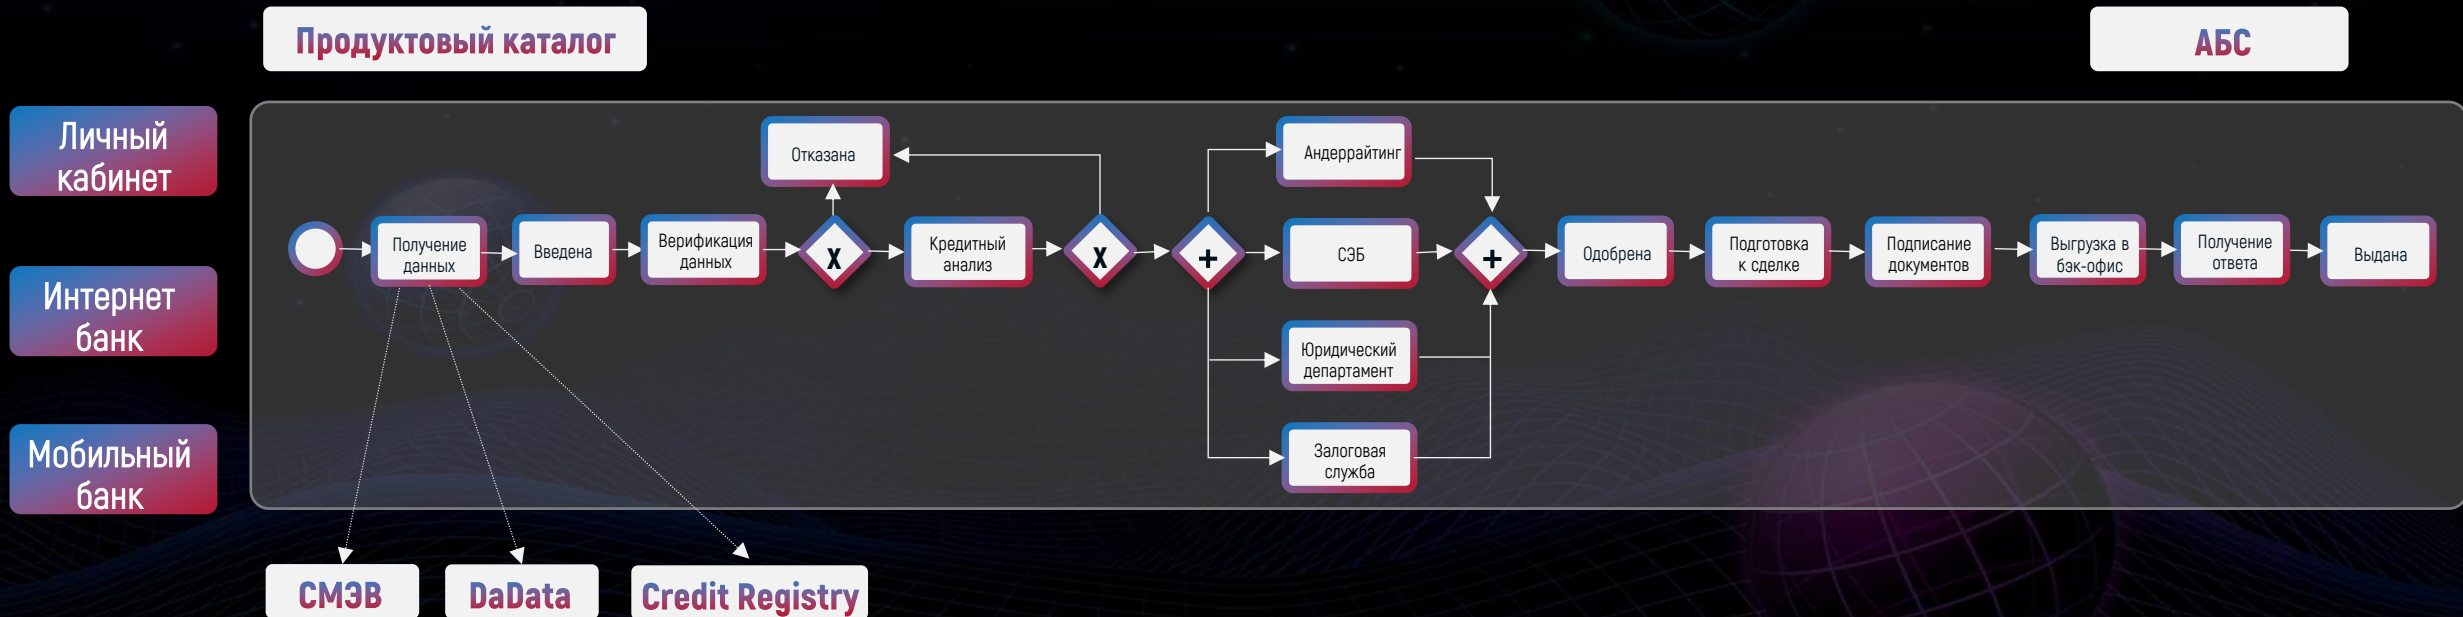 Продуктовый каталог
АБС
Личный
кабинет
Интернет
банк
Мобильный
банк
Отказана
Получение
данных
Введена
Верификация
данных
X
Кредитный
анализ
X
+
Андеррайтинг
СЭБ
Юридический
департамент
Залоговая
служба
+
Одобрена
Подготовка
к сделке
Подписание
документов
Выгрузка в
бэк-офис
Получение
ответа
Выдана
СМЭВ
DaData
Credit Registry